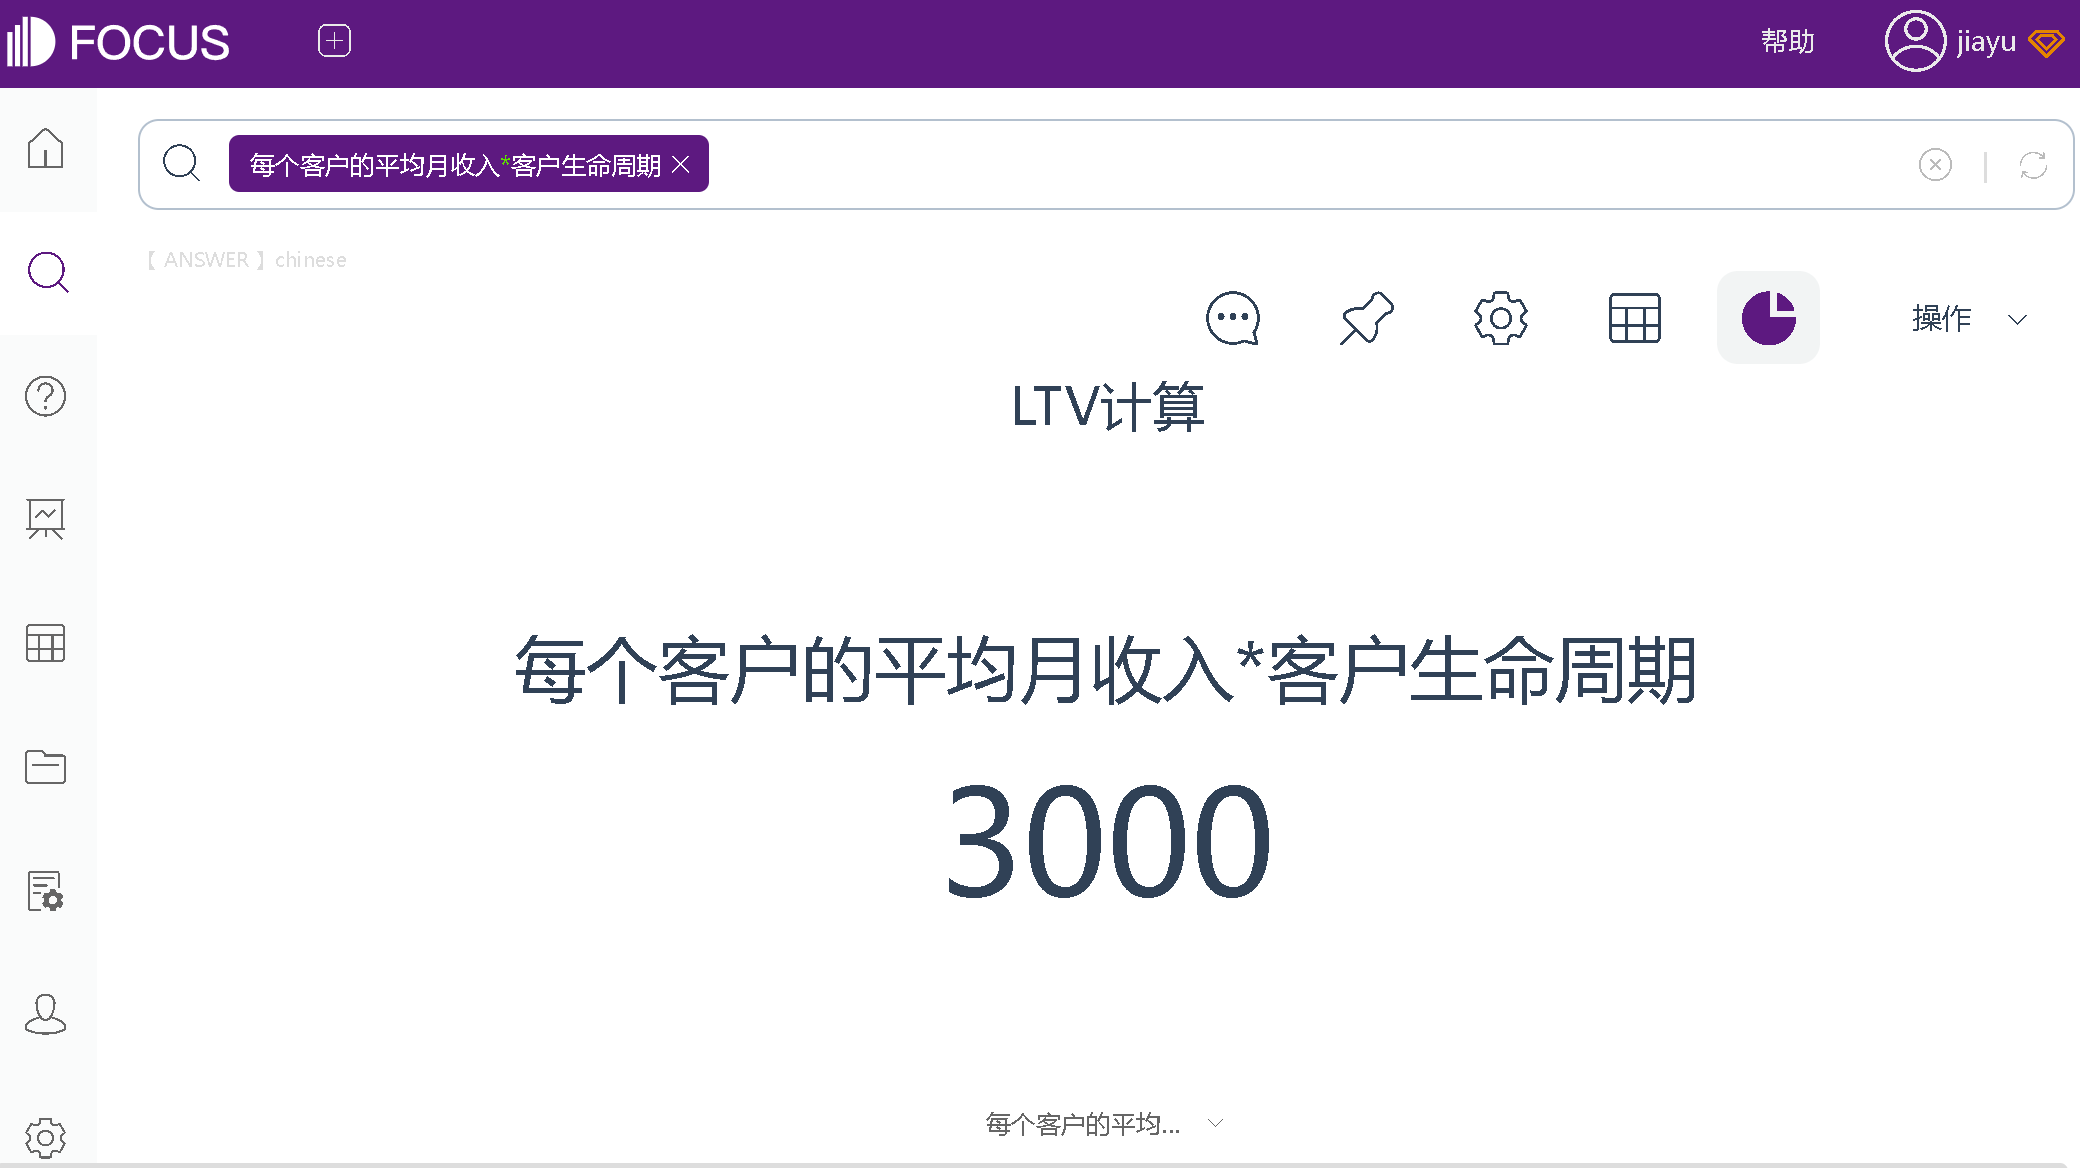 FOCUS
帮助
jiayu
每个客户的平均月收入*客户生命周期
【 ANSWER 】chinese
操作
LTV计算
每个客户的平均月收入*客户生命周期
3000
每个客户的平均...